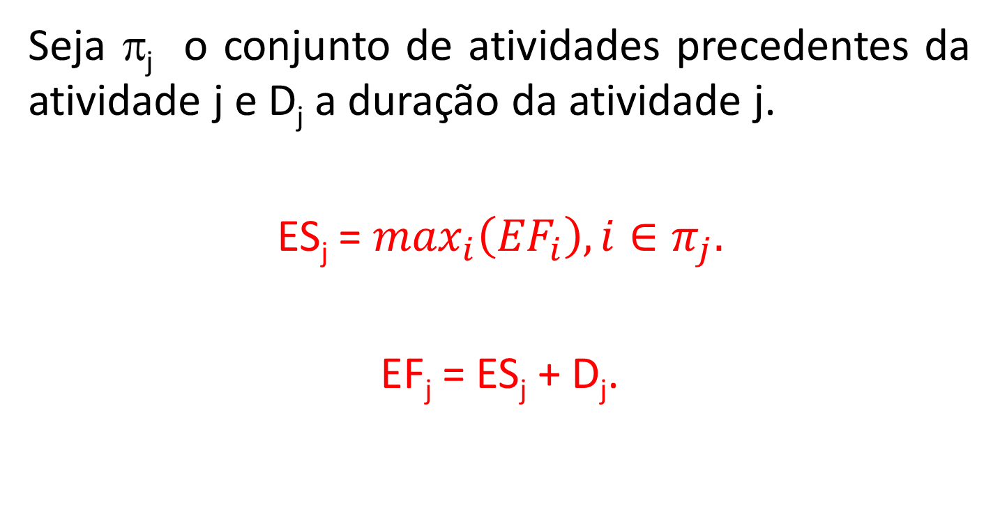 Seja πj o conjunto de atividades precedentes da
atividade j e Dj a duração da atividade j.
ESj = maxi(EFi), i ∈ πj.
EFj = ESj + Dj.